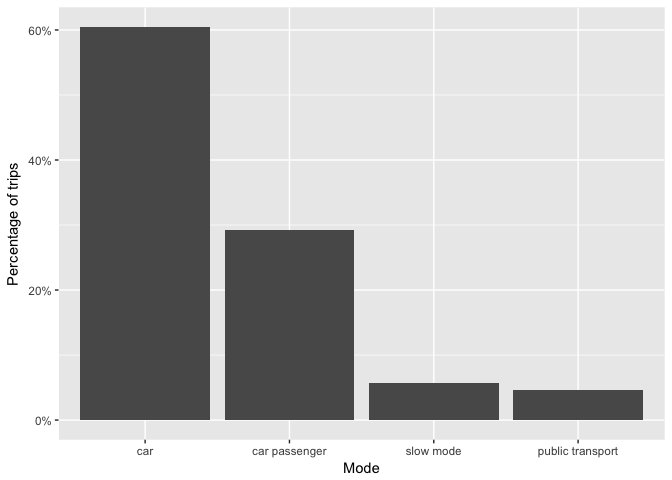 60%
40%
20%
0%
Percentage of trips
car car passenger slow mode public transport
Mode